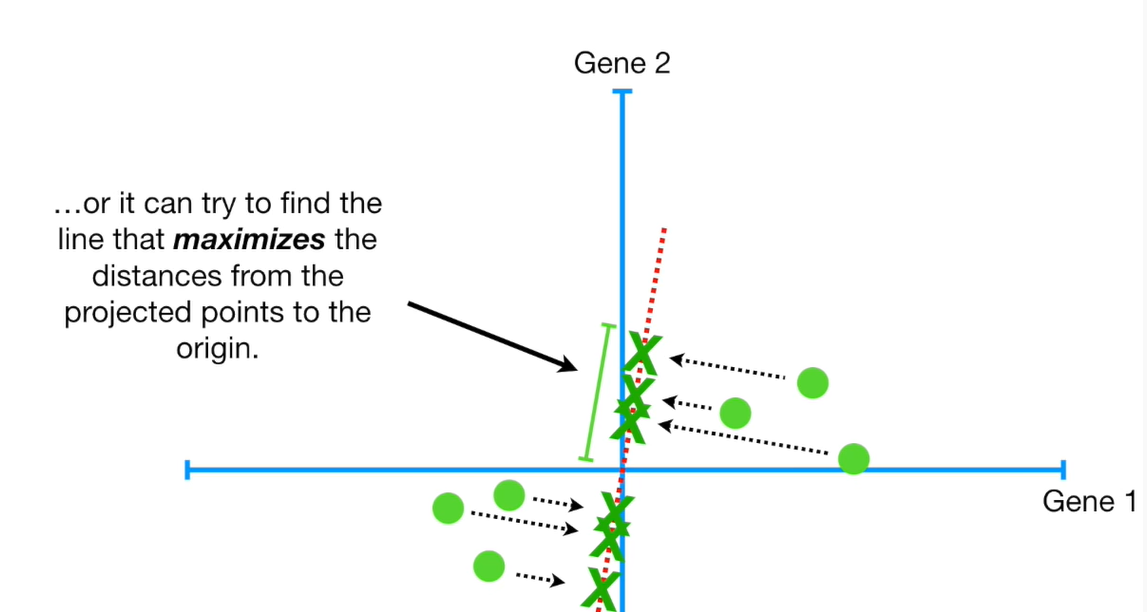 Gene 2
…or it can try to find the
line that maximizes the
distances from the
projected points to the
origin.
Gene 1